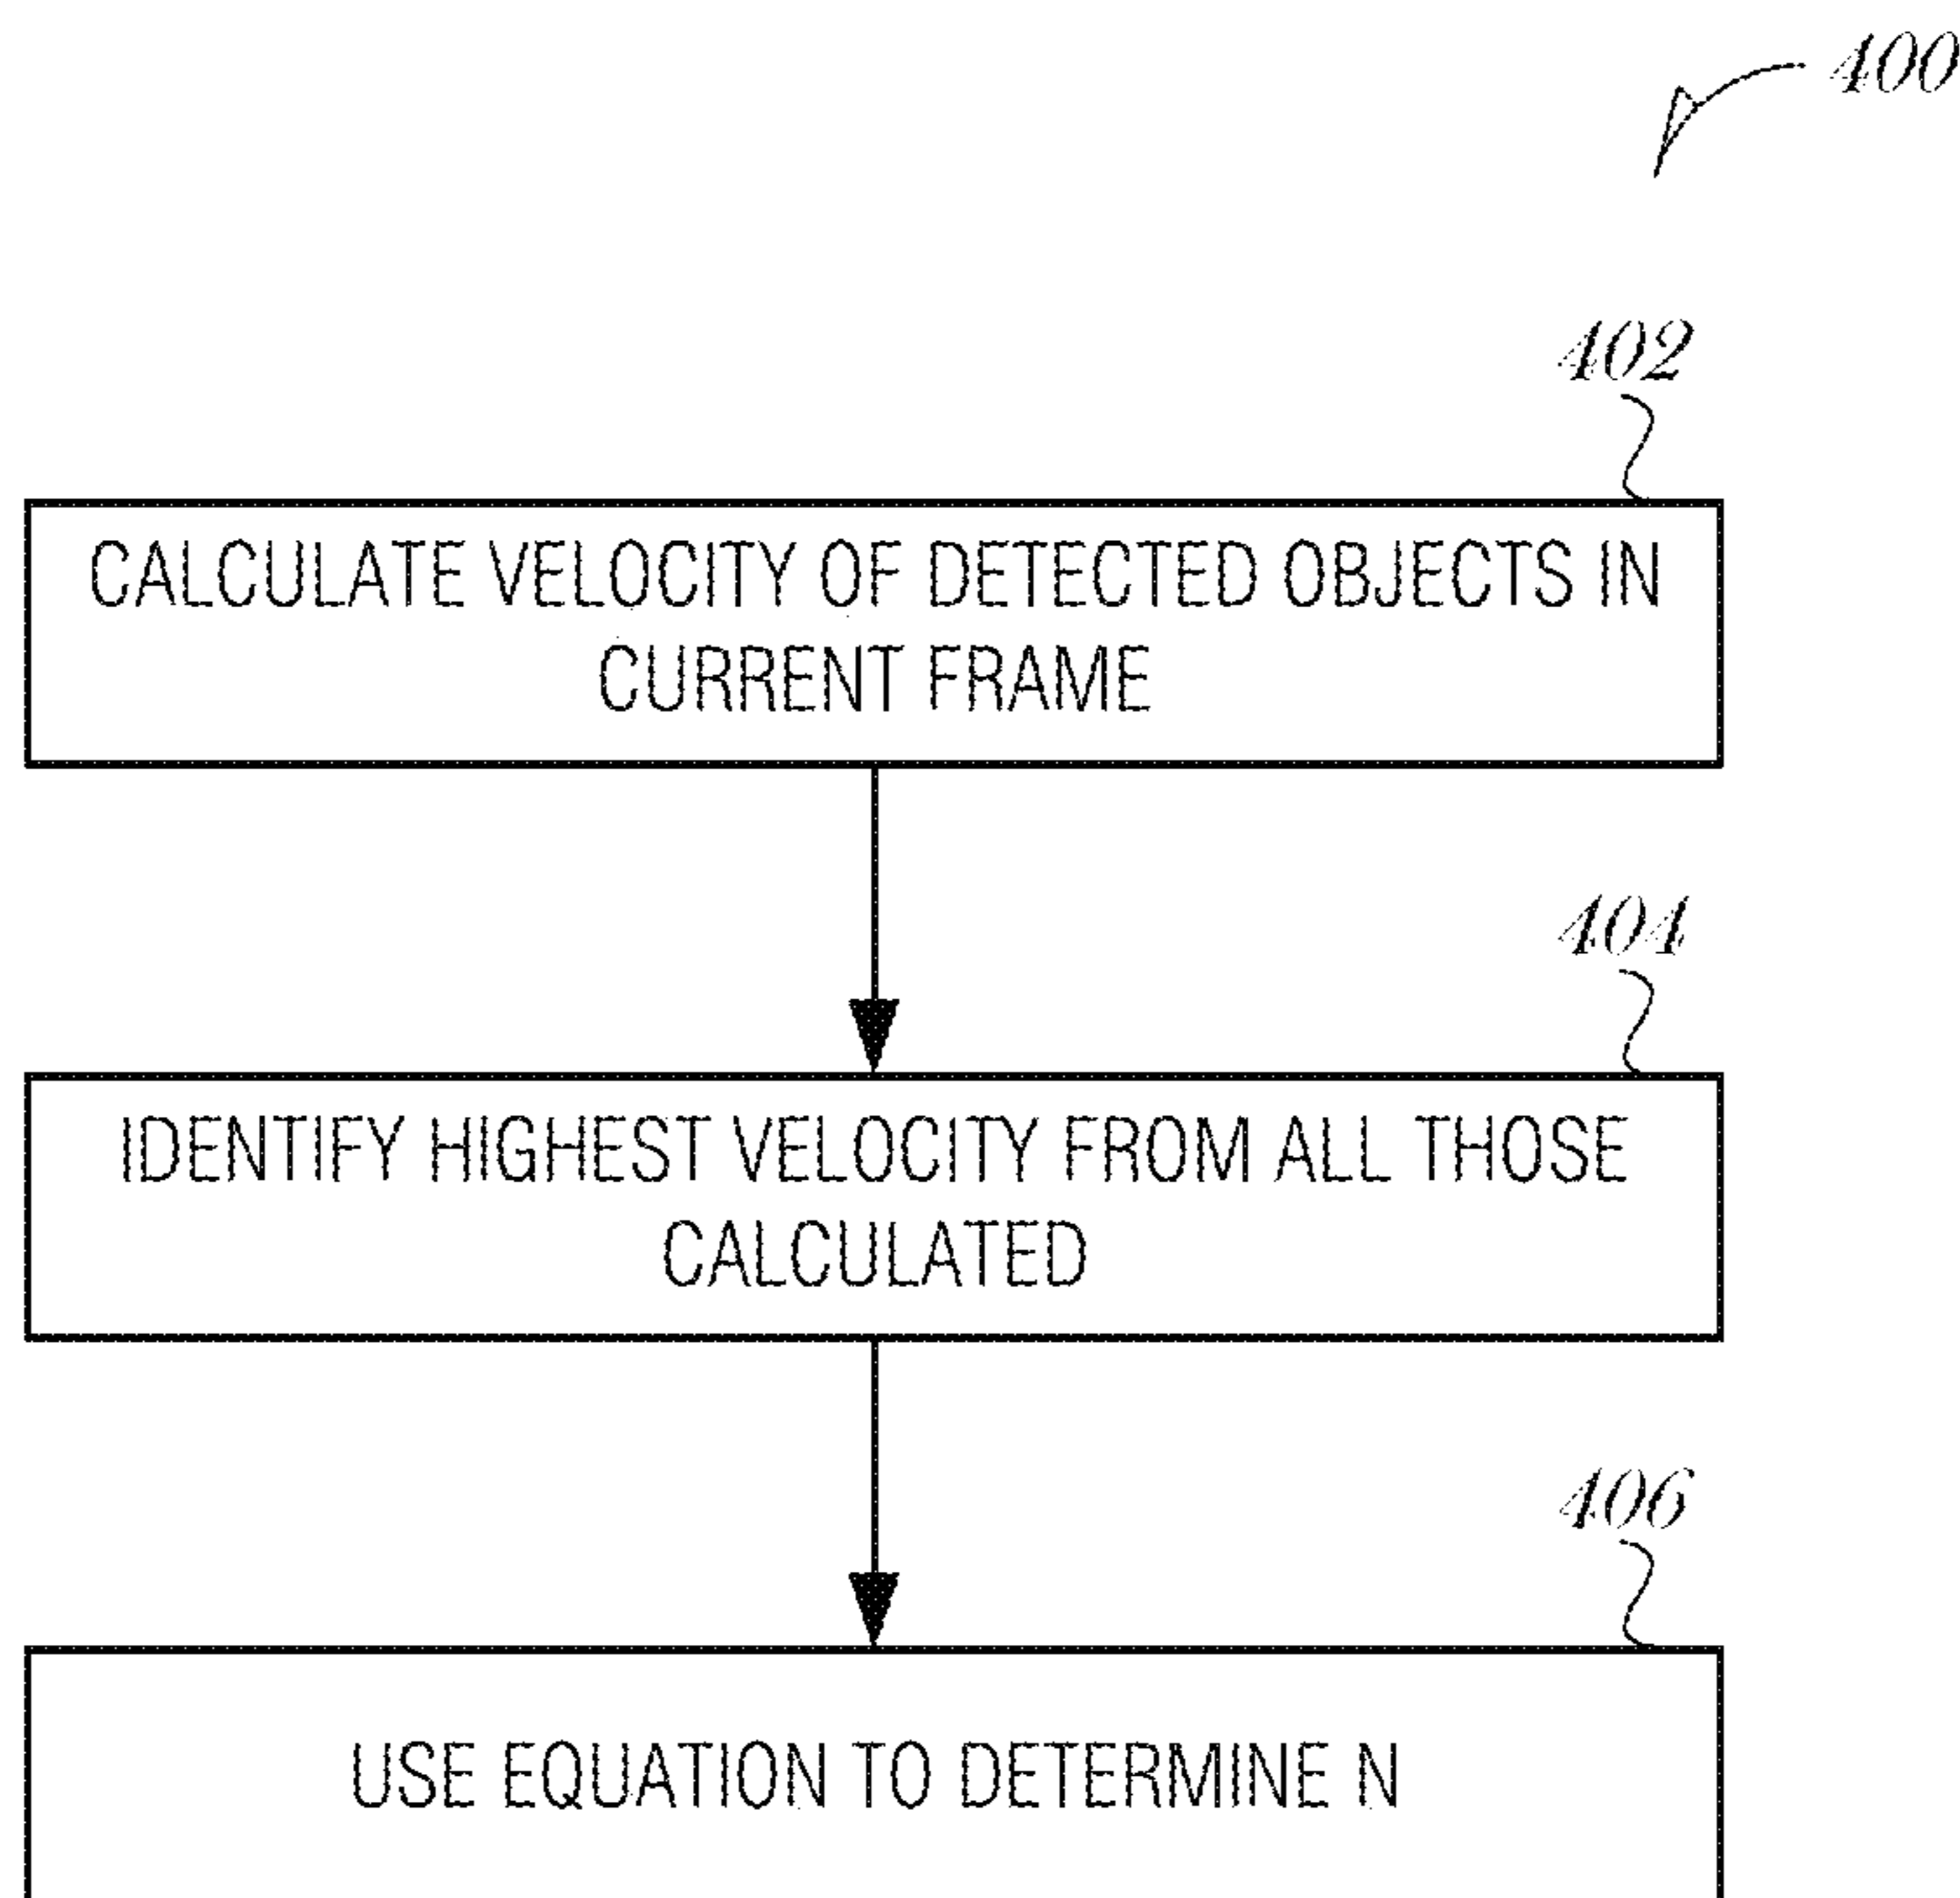 400
402
CALCULATE VELOCITY OF DETECTED OBJECTS IN
CURRENT FRAME
404
IDENTIFY HIGHEST VELOCITY FROM ALL THOSE
CALCULATED
406
USE EQUATION TO DETERMINE N